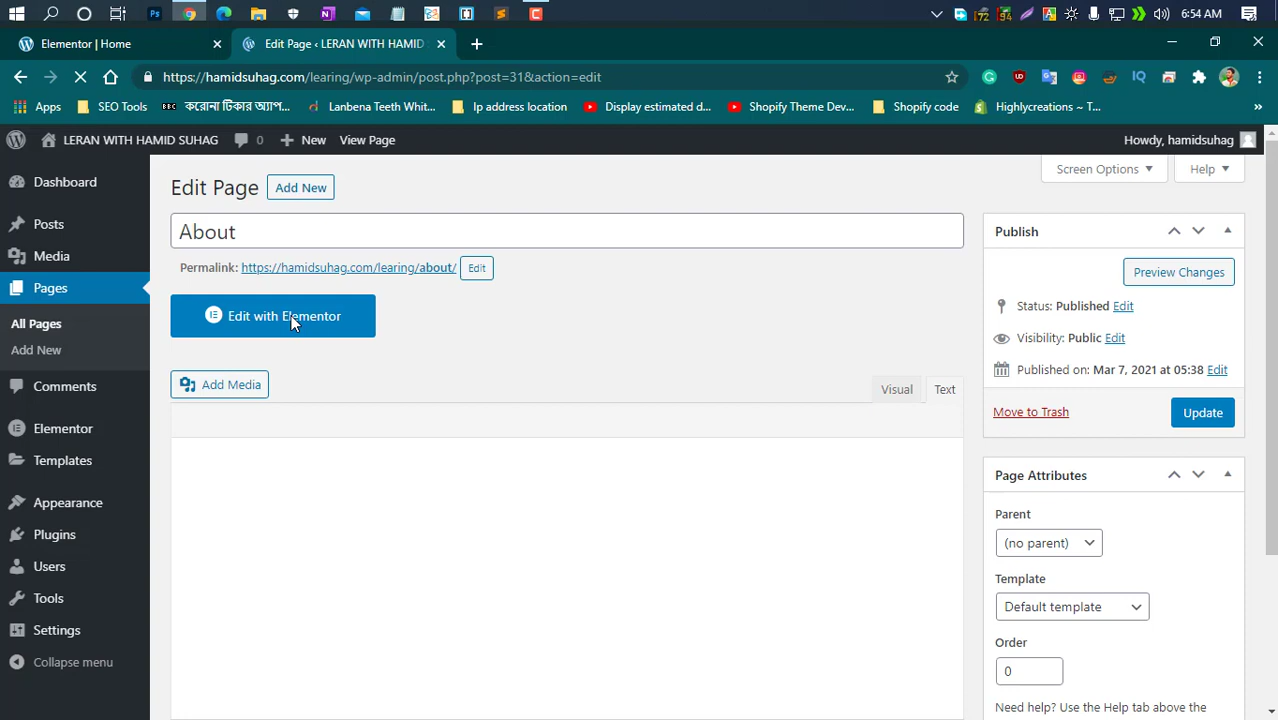 6:54 AM
Elementor | Home
Edit Page ‹ LERAN WITH HAMID
https://hamidsuhag.com/learing/wp-admin/post.php?post=31&action=edit
Apps
SEO Tools
BBC করোনা টিকার অ্যাপ...
Lanbena Teeth Whit...
Ip address location
Display estimated d...
Shopify Theme Dev...
Shopify code
Highlycreations ~ T...
LERAN WITH HAMID SUHAG
0
New
View Page
Howdy, hamidsuhag
Dashboard
Posts
Media
Pages
All Pages
Add New
Comments
Elementor
Templates
Appearance
Plugins
Users
Tools
Settings
Collapse menu
Edit Page
Add New
Screen Options
Help
About
Permalink: https://hamidsuhag.com/learing/about/ Edit
Edit with Elementor
Add Media
Visual
Text
Publish
Preview Changes
Status: Published Edit
Visibility: Public Edit
Published on: Mar 7, 2021 at 05:38 Edit
Move to Trash
Update
Page Attributes
Parent
(no parent)
Template
Default template
Order
0
Need help? Use the Help tab above the